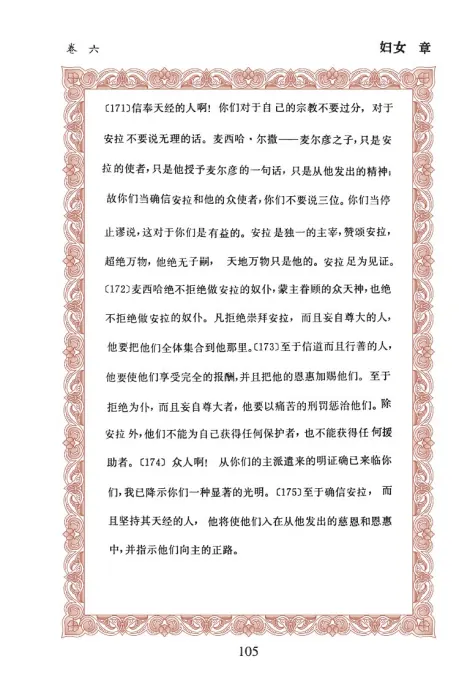 卷 六
妇女 章
〔171〕信奉天经的人啊！你们对于自己的宗教不要过分，对于
安拉不要说无理的话。麦西哈·尔撒——麦尔彦之子，只是安
拉的使者，只是他授予麦尔彦的一句话，只是从他发出的精神；
故你们当确信安拉和他的众使者，你们不要说三位。你们当停
止谬说，这对于你们是有益的。安拉是独一的主宰，赞颂安拉，
超绝万物，他绝无子嗣， 天地万物只是他的。安拉足为见证。
〔172〕麦西哈绝不拒绝做安拉的奴仆，蒙主眷顾的众天神，也绝
不拒绝做安拉的奴仆。凡拒绝崇拜安拉，而且妄自尊大的人，
他要把他们全体集合到他那里。〔173〕至于信道而且行善的人，
他要使他们享受完全的报酬，并且把他的恩惠加赐他们。至于
拒绝为仆，而且妄自尊大者，他要以痛苦的刑罚惩治他们。除
安拉外，他们不能为自己获得任何保护者，也不能获得任何援
助者。〔174〕众人啊！从你们的主派遣来的明证确已来临你
们，我已降示你们一种显著的光明。〔175〕至于确信安拉，而
且坚持其天经的人，他将使他们入在从他发出的慈恩和恩惠
中，并指示他们向主的正路。
105